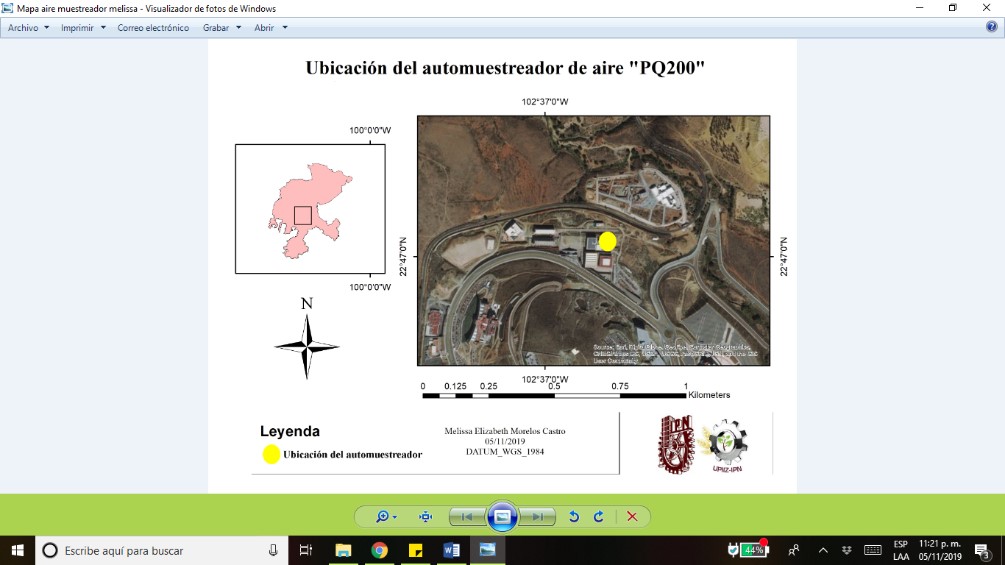 Mapa aire muestreador melissa - Visualizador de fotos de Windows
Archivo Imprimir Correo electrónico Grabar Abrir
Ubicación del automuestreador de aire "PQ200"
102°37'0"W
100°0'0"W
22°47'0"N
22°47'0"N
100°0'0"W
N
102°37'0"W
0 0.125 0.25 0.5 0.75 1
Kilometers
Leyenda
Ubicación del automuestreador
Melissa Elizabeth Morelos Castro
05/11/2019
DATUM_WGS_1984
I.P.N
UPIIZ-IPN
Escribe aquí para buscar
44%
ESP
LAA
11:21 p. m.
05/11/2019
3